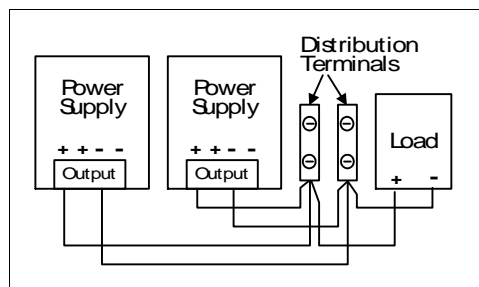 Distribution
Terminals
Power
Supply
+ + - -
Output
Power
Supply
+ + - -
Output
Load
+ -